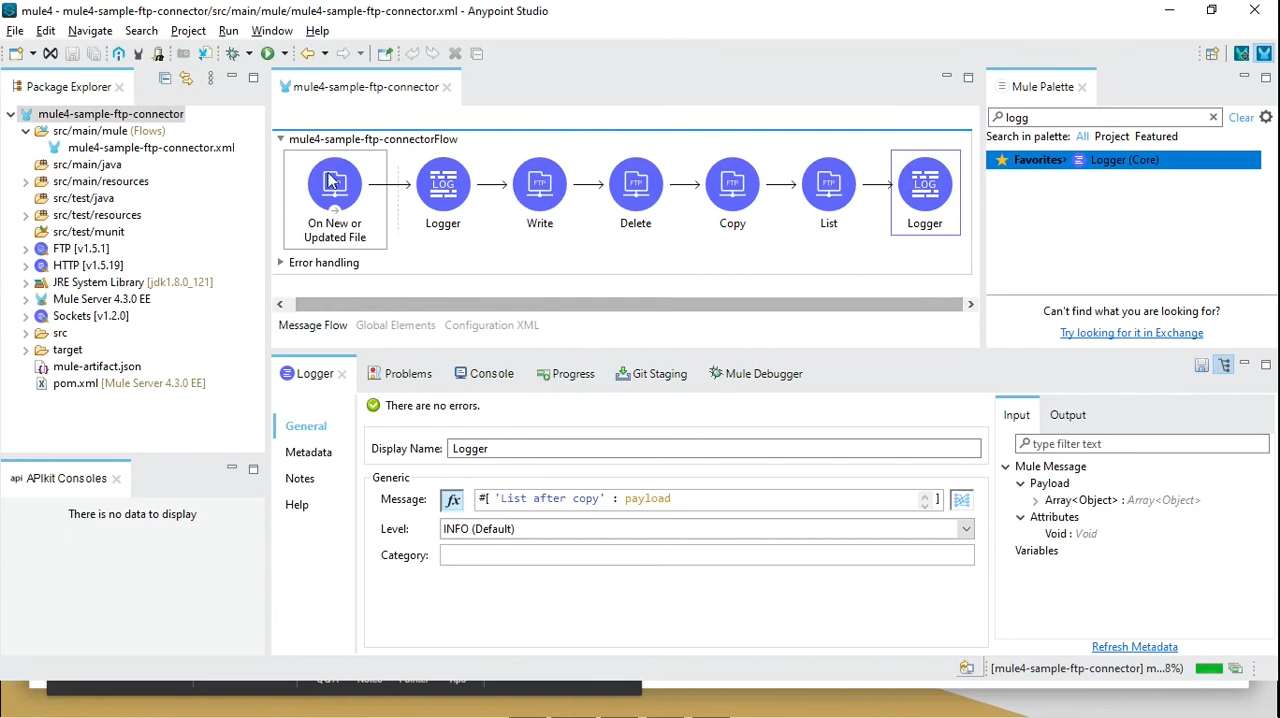 mule4 - mule4-sample-ftp-connector/src/main/mule/mule4-sample-ftp-connector.xml - Anypoint Studio
File Edit Navigate Search Project Run Window Help
Package Explorer
mule4-sample-ftp-connector
src/main/mule (Flows)
mule4-sample-ftp-connector.xml
src/main/java
src/main/resources
src/test/java
src/test/resources
src/test/munit
FTP [v1.5.1]
HTTP [v1.5.19]
JRE System Library [jdk1.8.0_121]
Mule Server 4.3.0 EE
Sockets [v1.2.0]
src
target
mule-artifact.json
pom.xml [Mule Server 4.3.0 EE]
api APIkit Consoles
There is no data to display
mule4-sample-ftp-connector
mule4-sample-ftp-connectorFlow
LOG FTP FTP FTP FTP LOG
On New or Updated File
Logger
Write
Delete
Copy
List
Logger
Error handling
Message Flow Global Elements Configuration XML
Mule Palette
logg Clear
Search in palette: All Project Featured
Favorites> Logger (Core)
Can't find what you are looking for?
Try looking for it in Exchange
Logger Problems Console Progress Git Staging Mule Debugger
There are no errors.
General
Metadata
Notes
Help
Display Name: Logger
Generic
Message: fx #[ 'List after copy' : payload ]
Level: INFO (Default)
Category:
Input Output
type filter text
Mule Message
Payload
Array<Object> : Array<Object>
Attributes
Void : Void
Variables
Refresh Metadata
[mule4-sample-ftp-connector] m...8%)